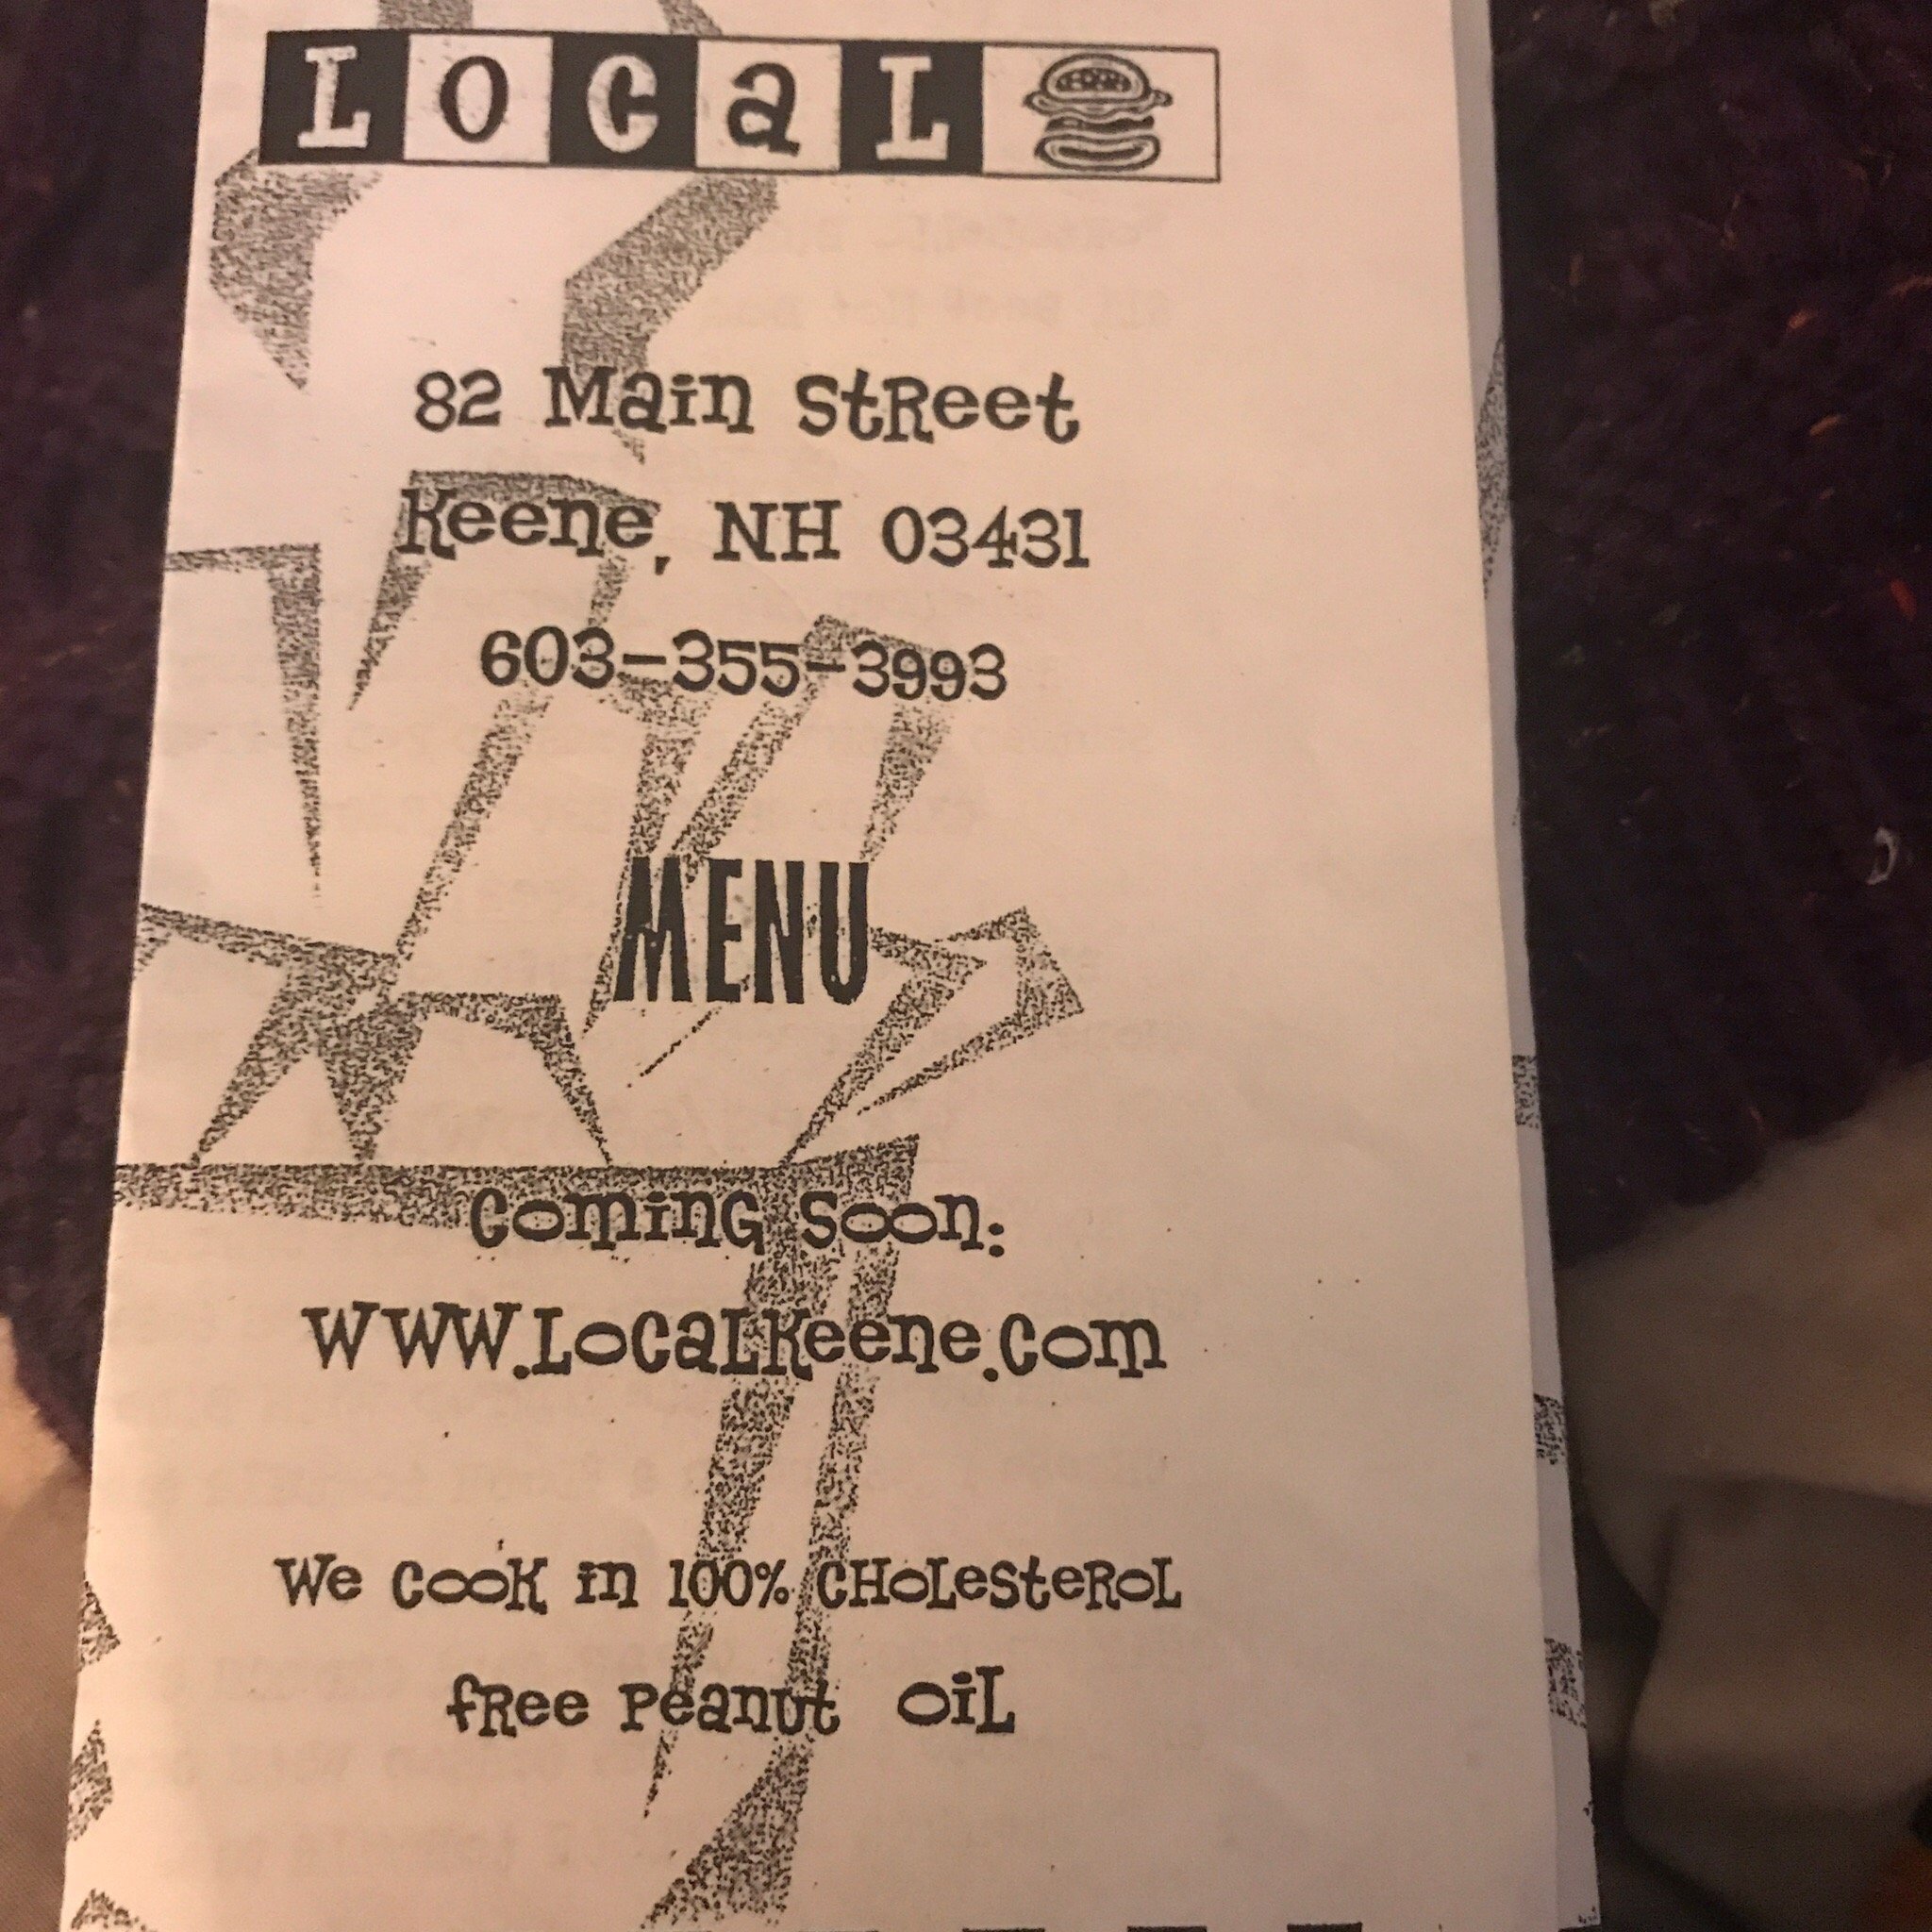 LOCaL
82 Main Street
Keene, NH 03431
603-355-3993
MENU
Coming Soon:
www.LocalKeene.com
We Cook in 100% Cholesterol
free Peanut Oil